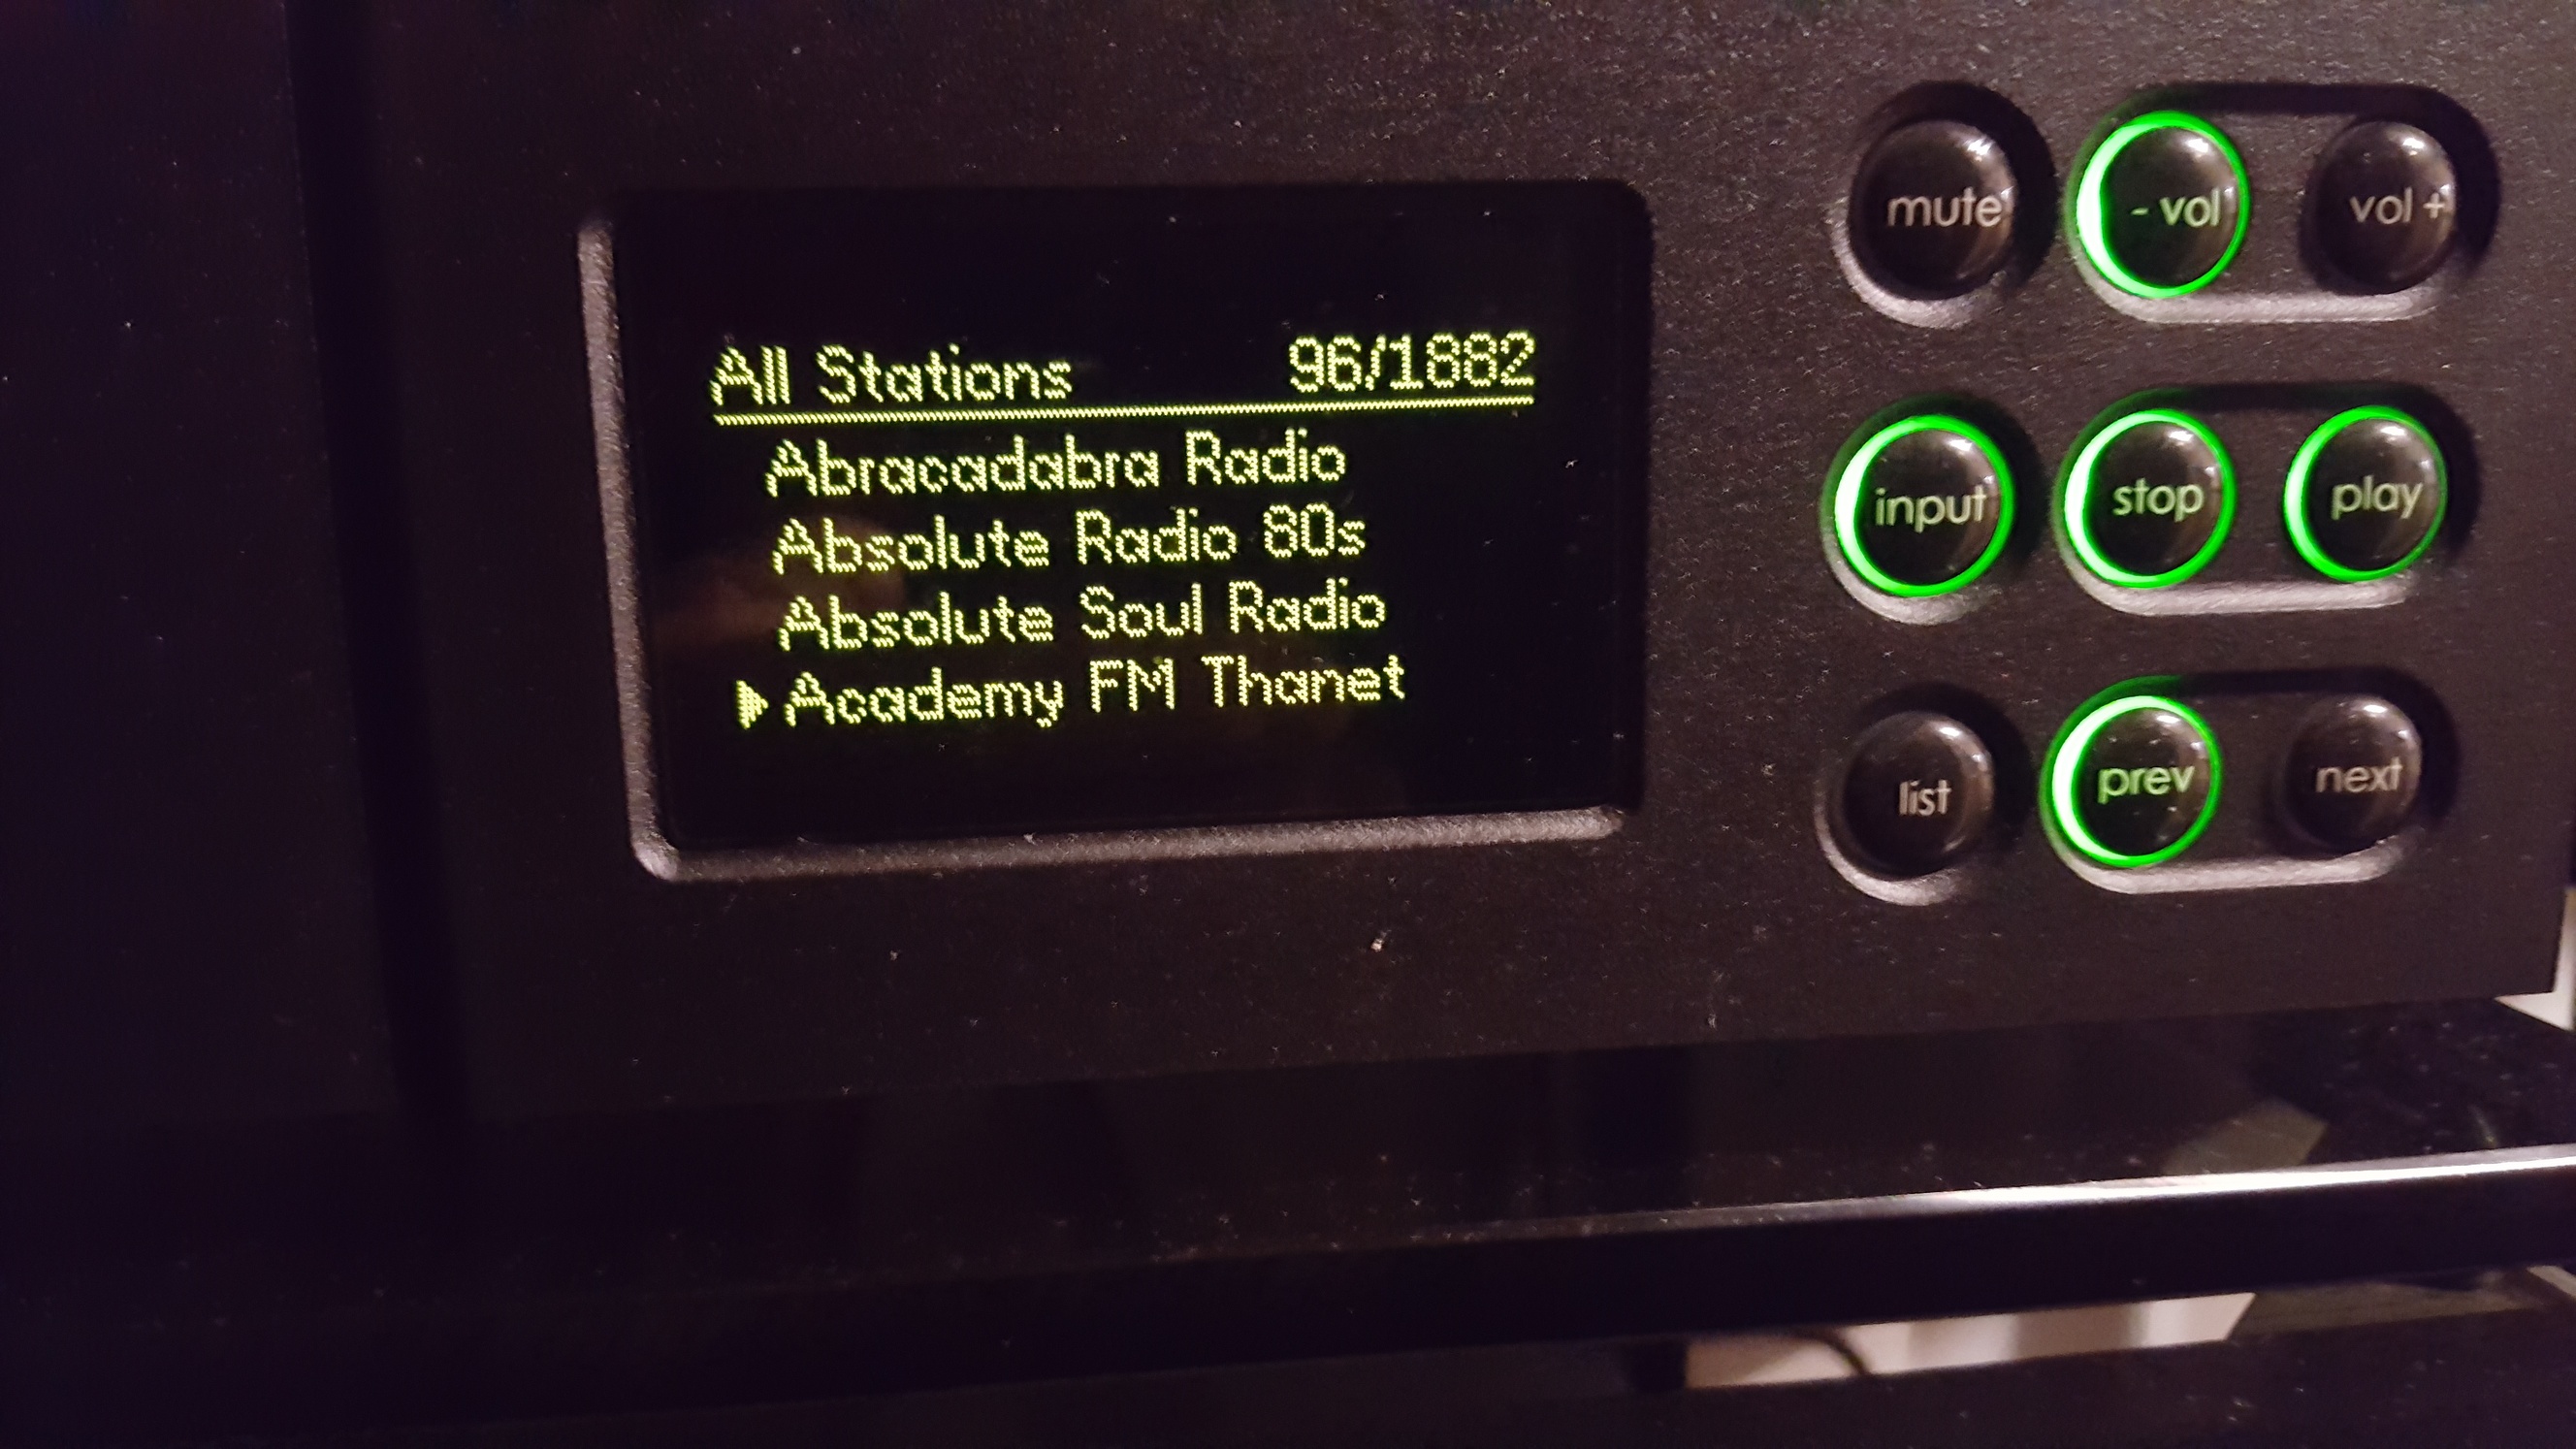 All Stations 96/1882
Abracadabra Radio
Absolute Radio 80s
Absolute Soul Radio
Academy FM Thanet
mute - vol vol +
input stop play
list prev next